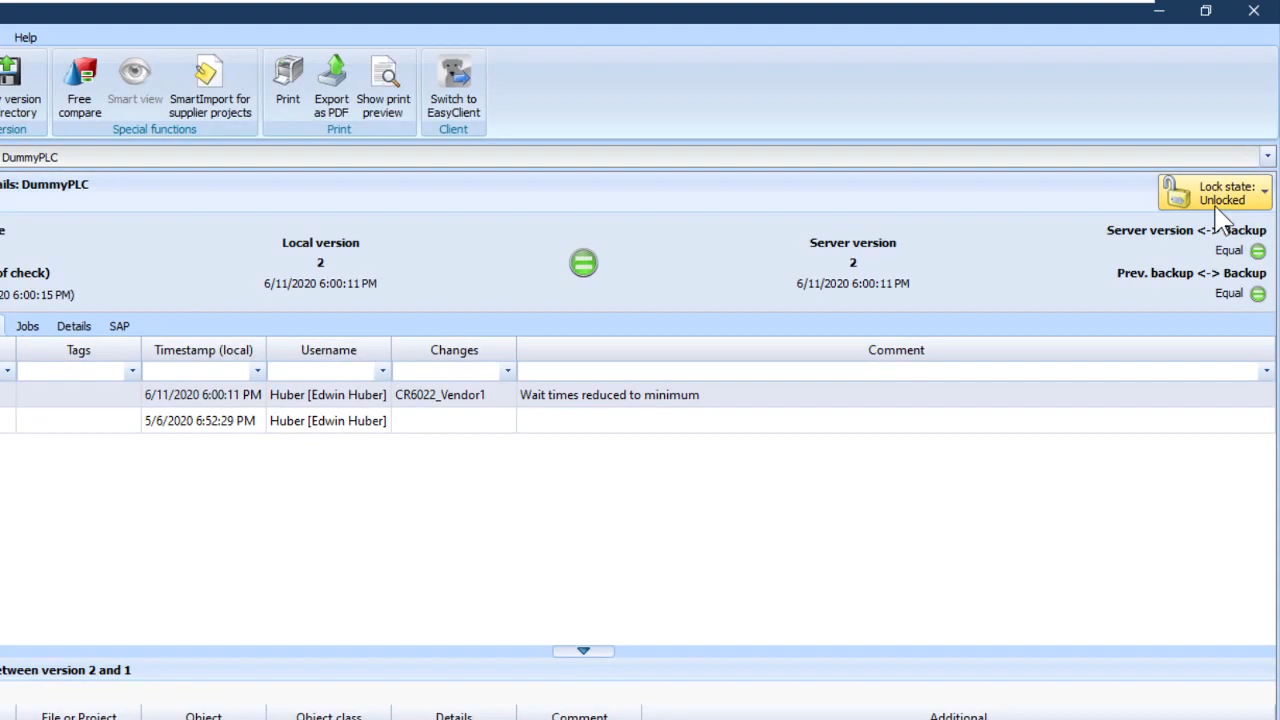 Help
version
rectory
Free
compare
Smart view
SmartImport for
supplier projects
Print
Export
as PDF
Show print
preview
Switch to
EasyClient
ersion
Special functions
Print
Client
DummyPLC
ails: DummyPLC
Lock state:
Unlocked
e
Local version
2
6/11/2020 6:00:11 PM
Server version
2
6/11/2020 6:00:11 PM
Server version <-> Backup
Equal
of check)
Prev. backup <-> Backup
20 6:00:15 PM)
Equal
Jobs Details SAP
Tags Timestamp (local) Username Changes Comment
6/11/2020 6:00:11 PM Huber [Edwin Huber] CR6022_Vendor1 Wait times reduced to minimum
5/6/2020 6:52:29 PM Huber [Edwin Huber]
etween version 2 and 1
File or Project Object Object class Details Comment Additional